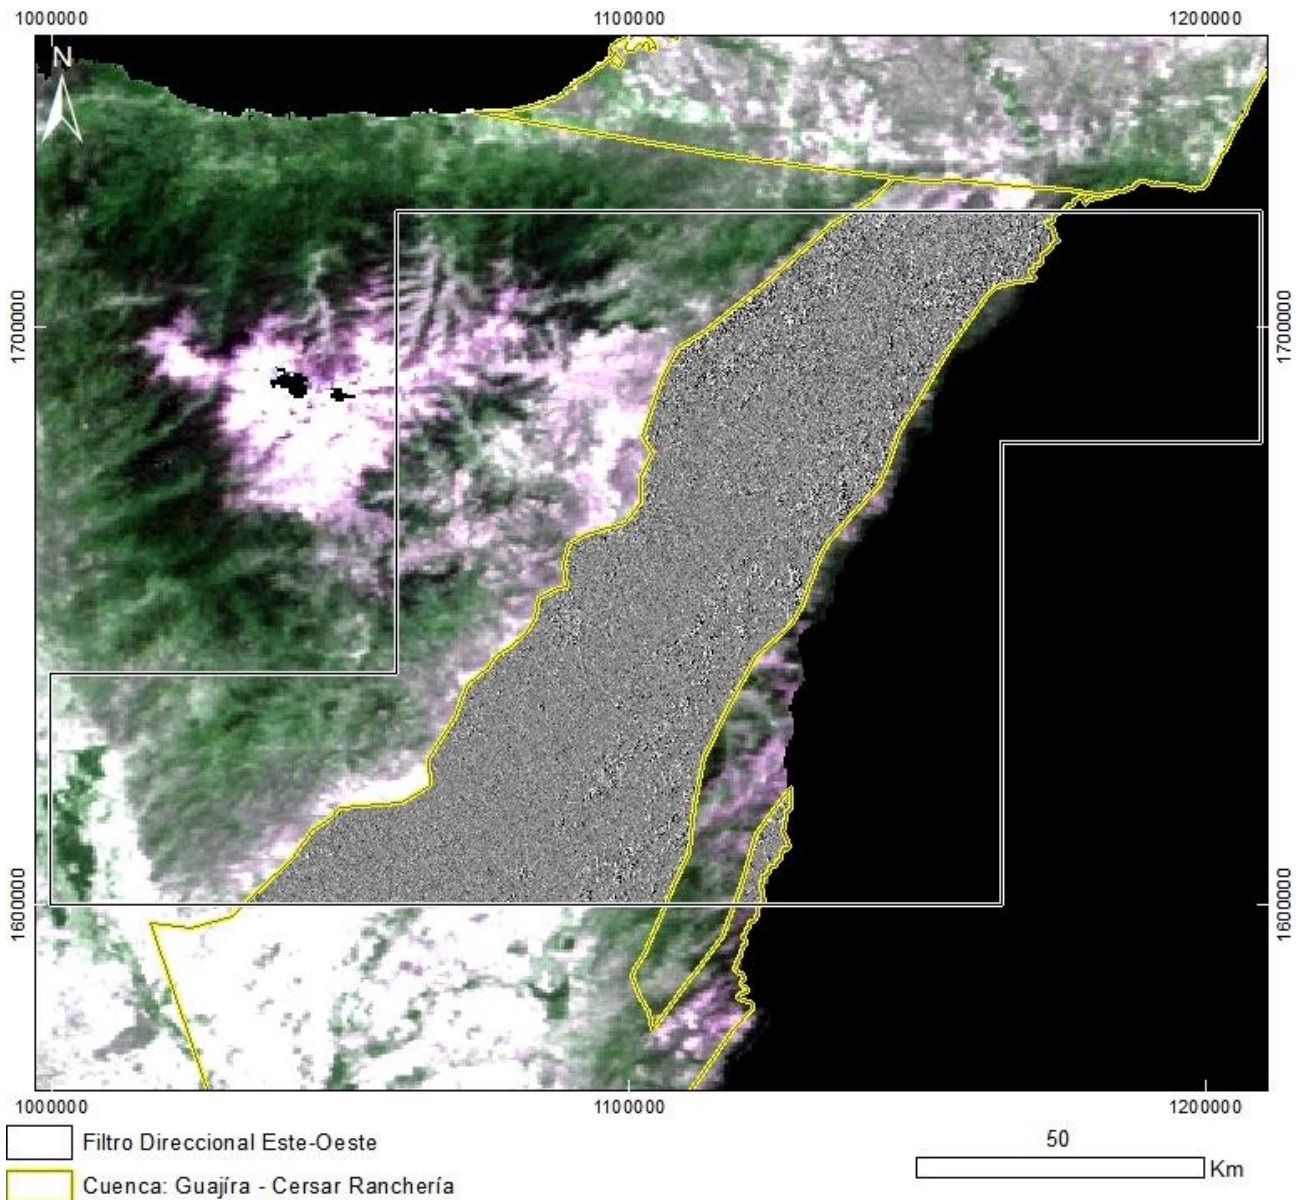 1000000 1100000 1200000
N
1700000 1700000
1600000 1600000
1000000 1100000 1200000
Filtro Direccional Este-Oeste
50
Km
Cuenca: Guajíra - Cersar Ranchería